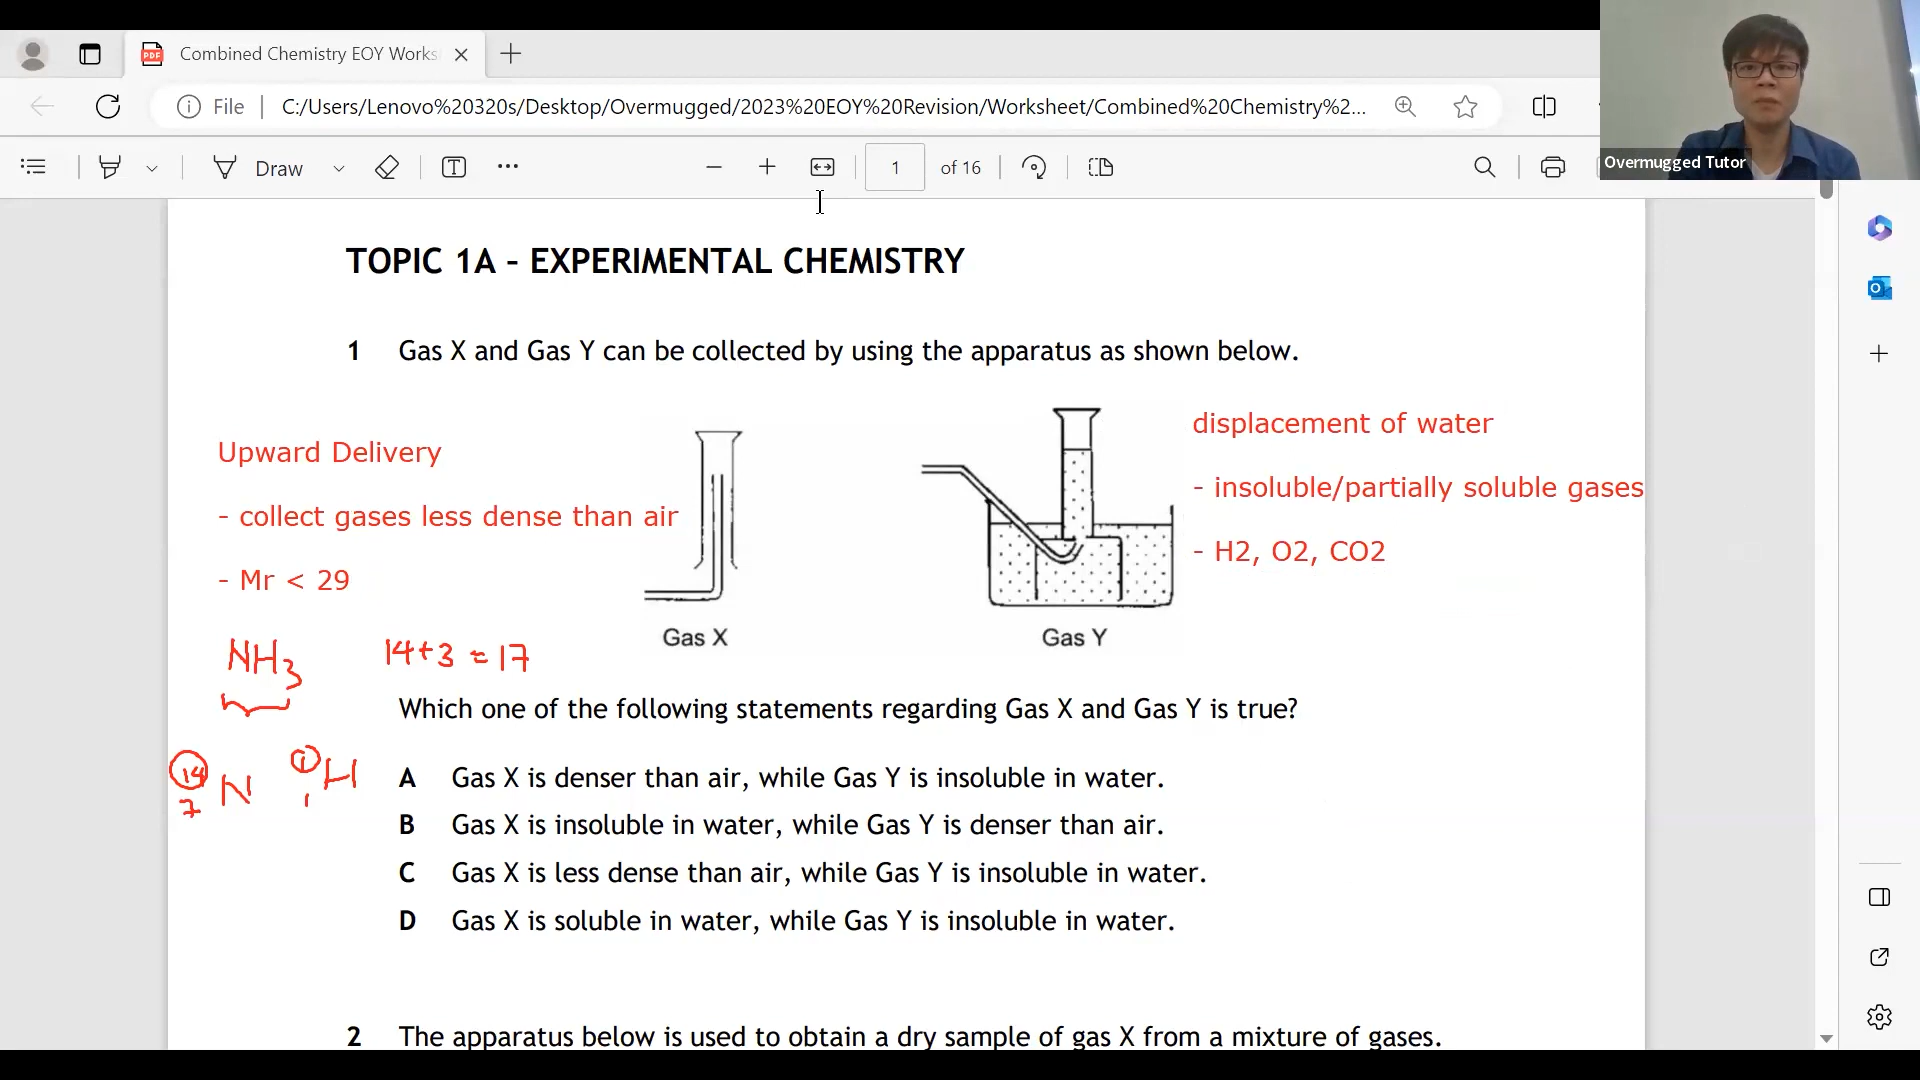 Combined Chemistry EOY Works
File
C:/Users/Lenovo%20320s/Desktop/Overmugged/2023%20EOY%20Revision/Worksheet/Combined%20Chemistry%2...
Draw
1
of 16
Overmugged Tutor
TOPIC 1A – EXPERIMENTAL CHEMISTRY
1 Gas X and Gas Y can be collected by using the apparatus as shown below.
Upward Delivery
- collect gases less dense than air
- Mr < 29
displacement of water
- insoluble/partially soluble gases
- H2, O2, CO2
Gas X
Gas Y
NH3 14+3 = 17
14 7 N 1 1 H
Which one of the following statements regarding Gas X and Gas Y is true?
A Gas X is denser than air, while Gas Y is insoluble in water.
B Gas X is insoluble in water, while Gas Y is denser than air.
C Gas X is less dense than air, while Gas Y is insoluble in water.
D Gas X is soluble in water, while Gas Y is insoluble in water.
2 The apparatus below is used to obtain a dry sample of gas X from a mixture of gases.